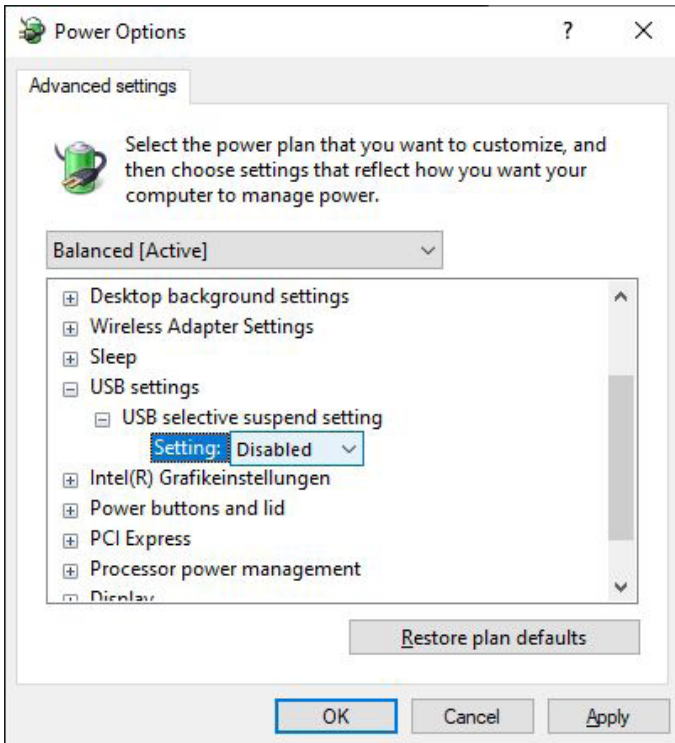 Power Options
?
Advanced settings
Select the power plan that you want to customize, and
then choose settings that reflect how you want your
computer to manage power.
Balanced [Active]
Desktop background settings
Wireless Adapter Settings
Sleep
USB settings
USB selective suspend setting
Setting: Disabled
Intel(R) Grafikeinstellungen
Power buttons and lid
PCI Express
Processor power management
Display
Restore plan defaults
OK Cancel Apply